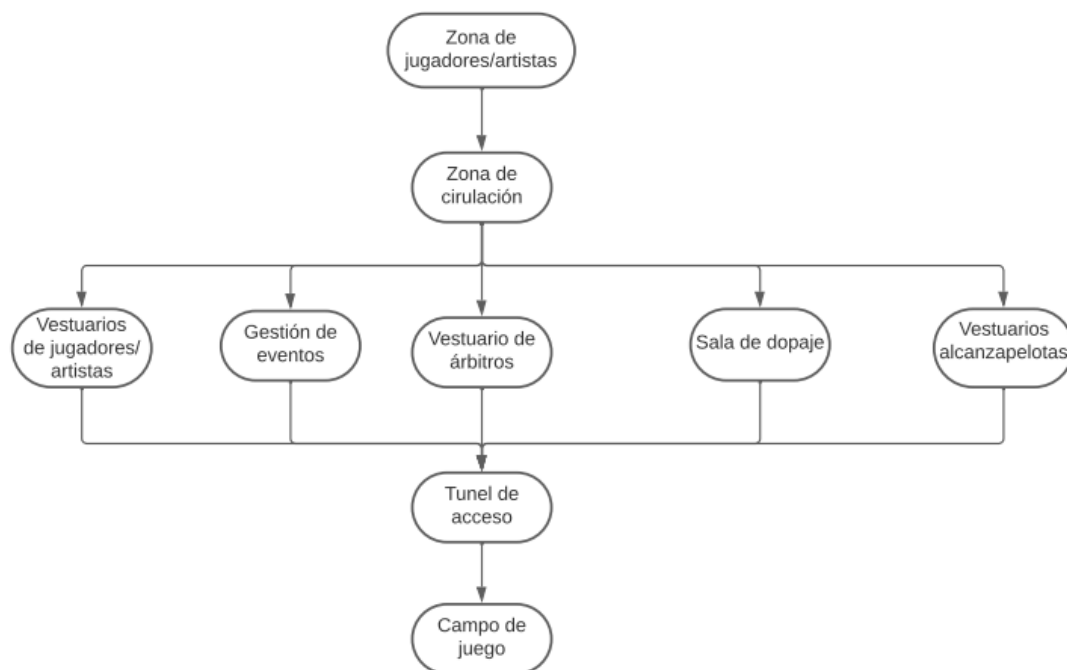 Zona de
jugadores/artistas
Zona de
cirulación
Vestuarios
de jugadores/
artistas
Gestión de
eventos
Vestuario de
árbitros
Sala de dopaje
Vestuarios
alcanzapelotas
Tunel de
acceso
Campo de
juego